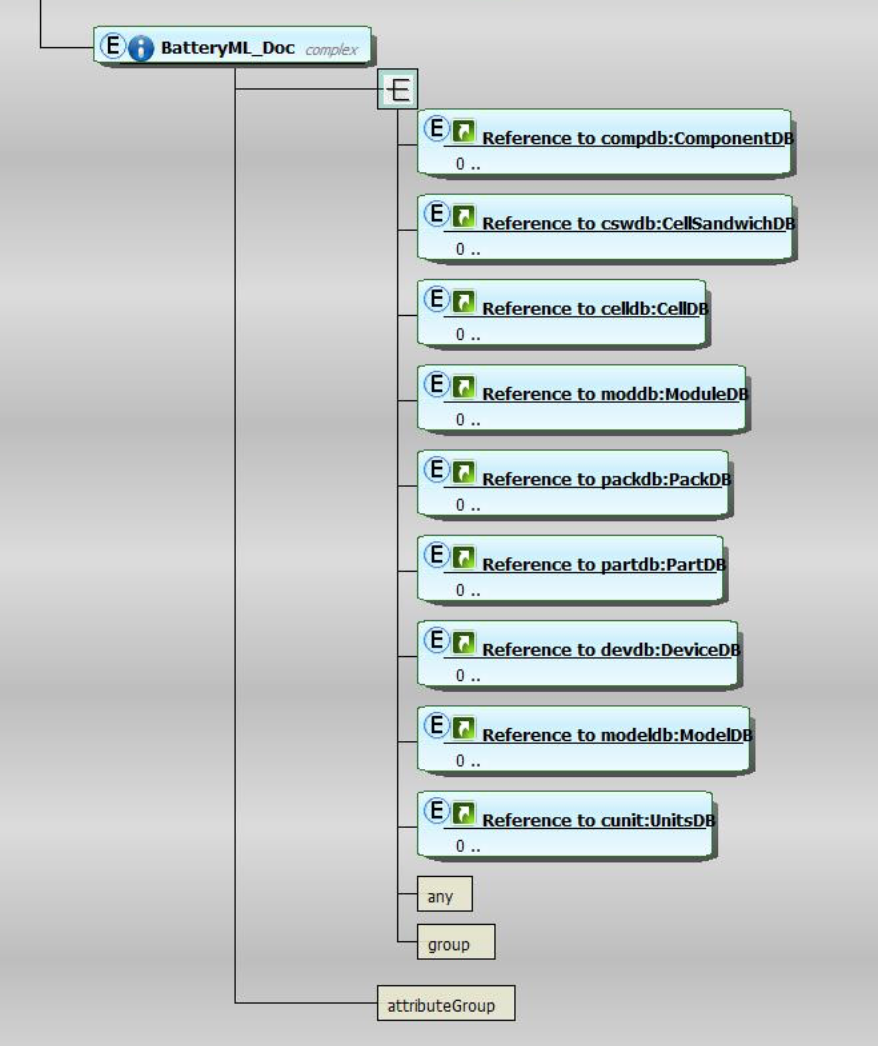 E i BatteryML_Doc complex
E Reference to compdb:ComponentDB
0 ..
E Reference to cswdb:CellSandwichDB
0 ..
E Reference to celldb:CellDB
0 ..
E Reference to moddb:ModuleDB
0 ..
E Reference to packdb:PackDB
0 ..
E Reference to partdb:PartDB
0 ..
E Reference to devdb:DeviceDB
0 ..
E Reference to modeldb:ModelDB
0 ..
E Reference to cunit:UnitsDB
0 ..
any
group
attributeGroup